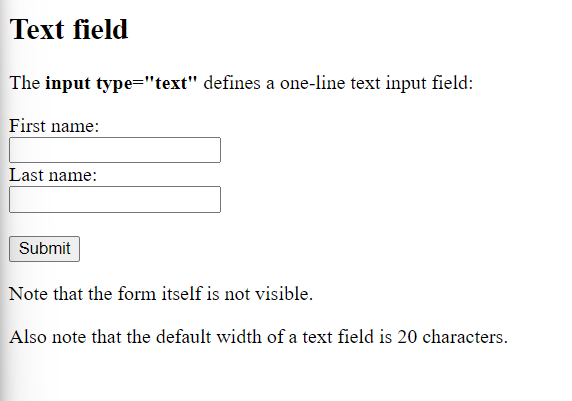 Text field
The input type="text" defines a one-line text input field:
First name:
Last name:
Submit
Note that the form itself is not visible.
Also note that the default width of a text field is 20 characters.